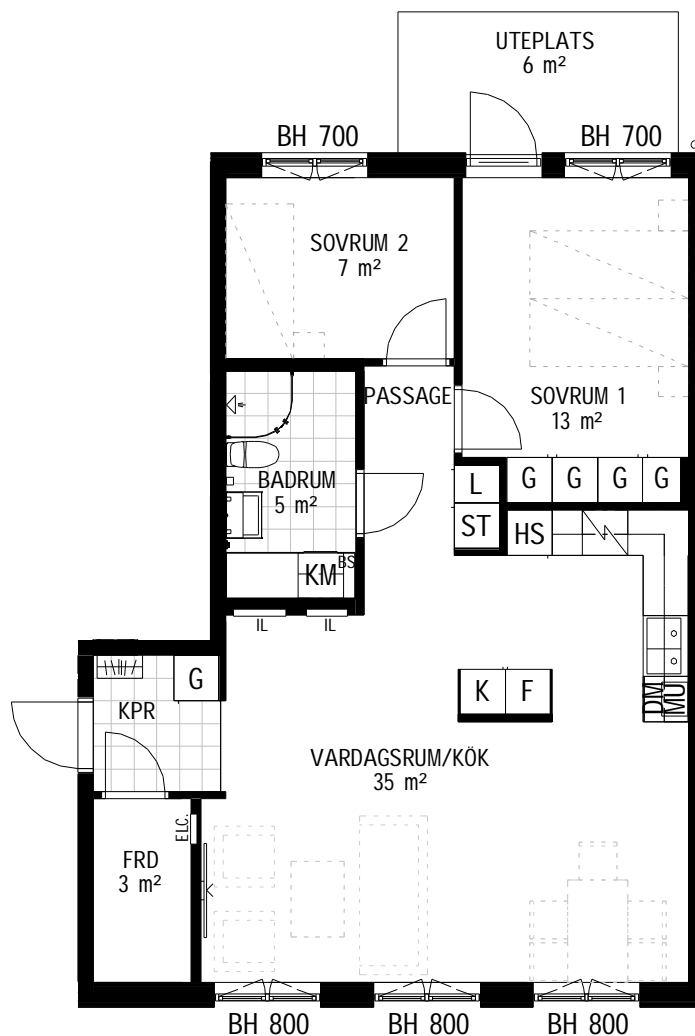 UTEPLATS
6 m²
BH 700
BH 700
SOVRUM 2
7 m²
PASSAGE
SOVRUM 1
13 m²
BADRUM
5 m²
L
G
G
G
G
ST
HS
KM
BS
IL
IL
G
KPR
K
F
DM
MU
VARDAGSRUM/KÖK
35 m²
ELC.
FRD
3 m²
BH 800
BH 800
BH 800